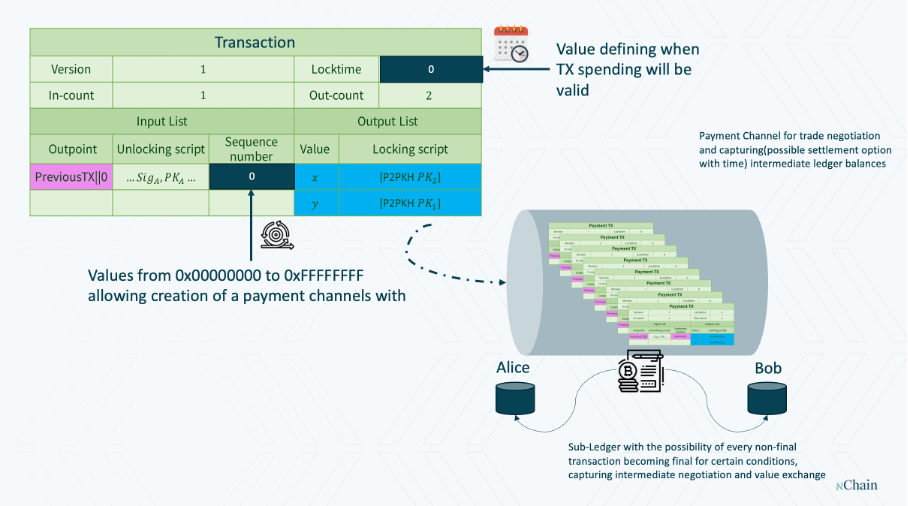 Transaction
Version 1 Locktime 0
In-count 1 Out-count 2
Input List Output List
Outpoint Unlocking script Sequence number Value Locking script
PreviousTX||0 ...Sig_A, PK_A ... 0 x [P2PKH PK_2]
y [P2PKH PK_1]
Value defining when
TX spending will be
valid
Values from 0x00000000 to 0xFFFFFFFF
allowing creation of a payment channels with
Payment Channel for trade negotiation
and capturing(possible settlement option
with time) intermediate ledger balances
Payment TX
Payment TX
Payment TX
Payment TX
Payment TX
Payment TX
Payment TX
Payment TX
Alice
Bob
Sub-Ledger with the possibility of every non-final
transaction becoming final for certain conditions,
capturing intermediate negotiation and value exchange
nChain